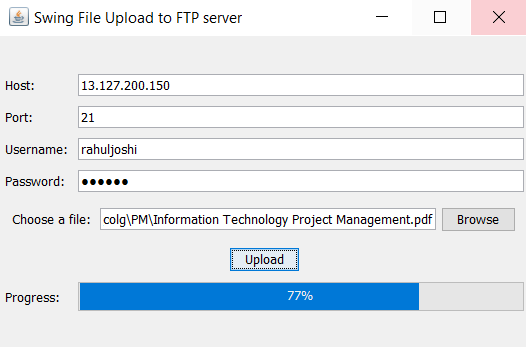 Swing File Upload to FTP server
Host: 13.127.200.150
Port: 21
Username: rahuljoshi
Password: ●●●●●●
Choose a file: colg\PM\Information Technology Project Management.pdf Browse
Upload
Progress: 77%